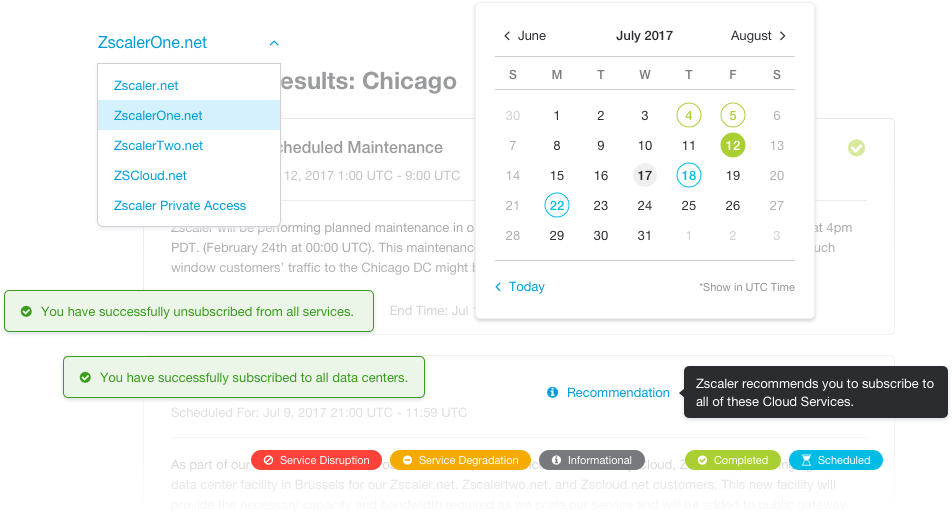 ZscalerOne.net
Zscaler.net
ZscalerOne.net
ZscalerTwo.net
ZSCloud.net
Zscaler Private Access
esults: Chicago
cheduled Maintenance
12, 2017 1:00 UTC - 9:00 UTC
Zscaler will be performing planned maintenance in o
at 4pm
PDT. (February 24th at 00:00 UTC). This maintenanc
uch
window customers' traffic to the Chicago DC might b
End Time: Jul 1
June July 2017 August
S M T W T F S
30 1 2 3 4 5 6
7 8 9 10 11 12 13
14 15 16 17 18 19 20
21 22 23 24 25 26 27
28 29 30 31 1 2 3
Today *Show in UTC Time
You have successfully unsubscribed from all services.
You have successfully subscribed to all data centers.
Recommendation
Zscaler recommends you to subscribe to
all of these Cloud Services.
Scheduled For: Jul 9, 2017 21:00 UTC - 11:59 UTC
Service Disruption Service Degradation Informational Completed Scheduled
As part of our
loud, Z
data center facility in Brussels for our Zscaler.net, Zscalertwo.net, and Zscloud.net customers. This new facility will
provide the necessary capacity and bandwidth required as we scale our service and will be added to public gateway